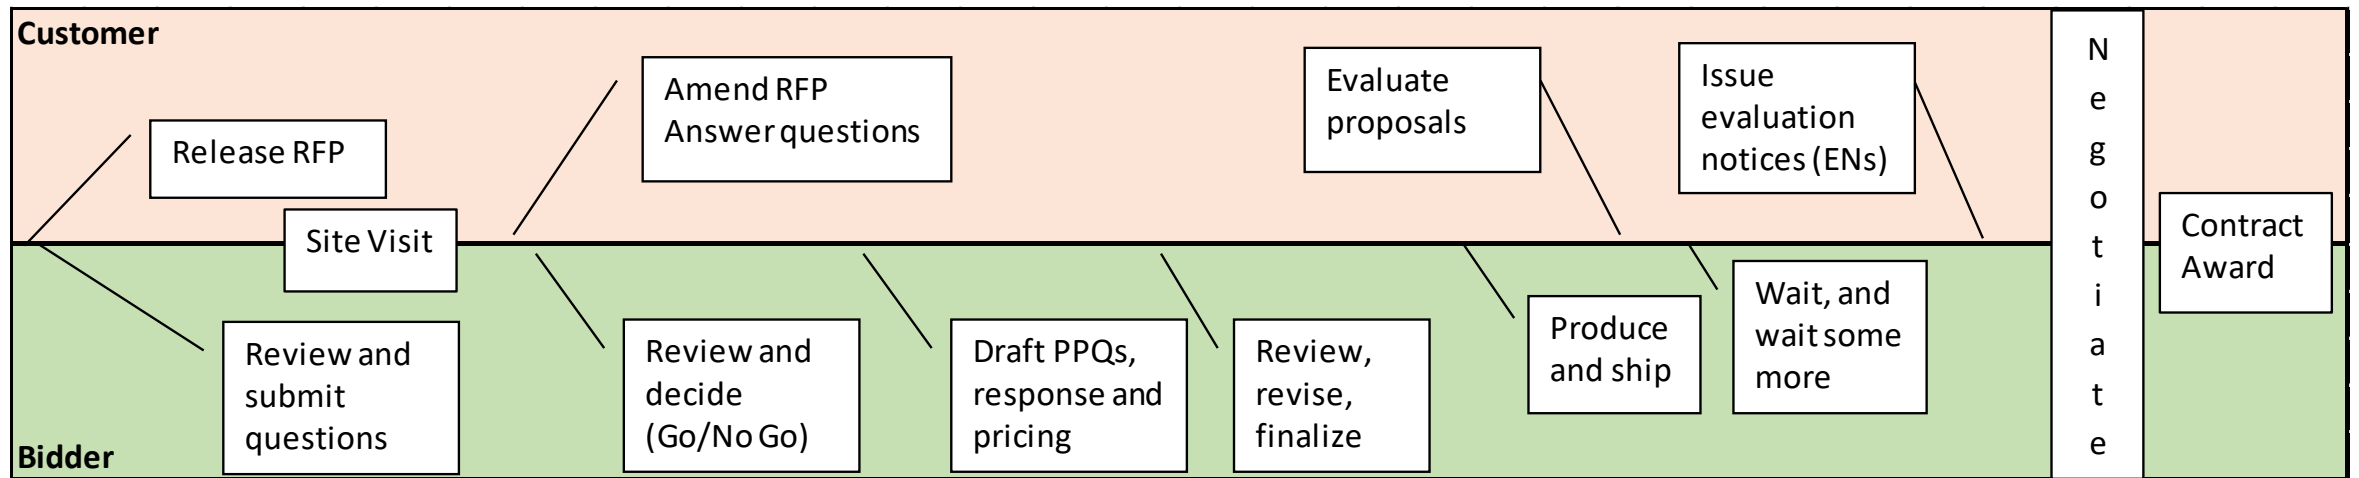 Customer
Release RFP
Site Visit
Amend RFP
Answer questions
Evaluate
proposals
Issue
evaluation
notices (ENs)
Negotiate
Contract
Award
Review and
submit
questions
Review and
decide
(Go/No Go)
Draft PPQs,
response and
pricing
Review,
revise,
finalize
Produce
and ship
Wait, and
wait some
more
Bidder